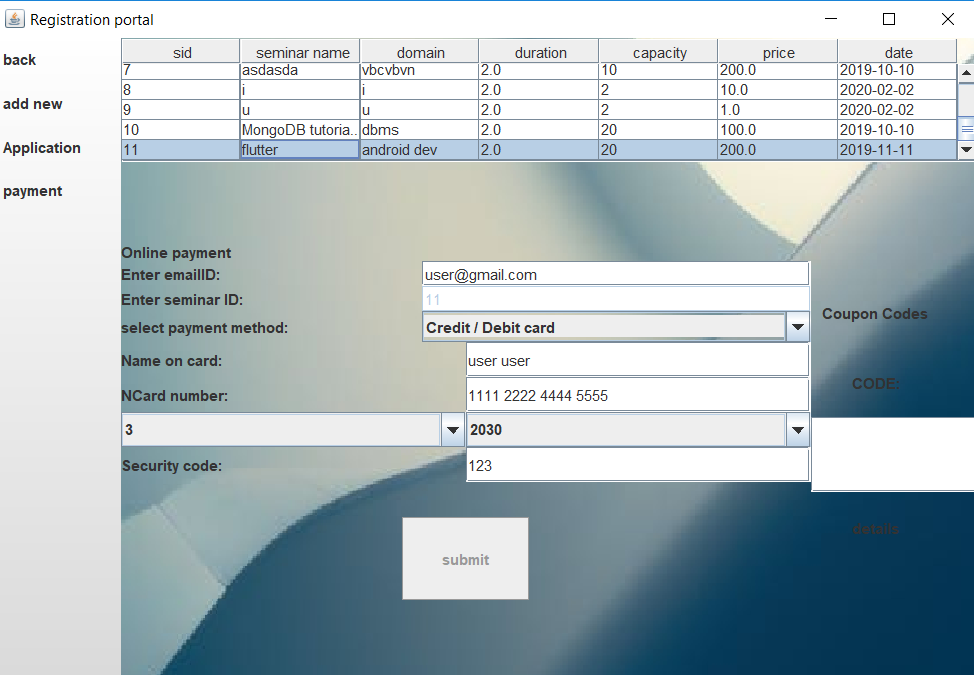 Registration portal
back
add new
Application
payment
sid seminar name domain duration capacity price date
7 asdasda vbcvbvn 2.0 10 200.0 2019-10-10
8 i i 2.0 2 10.0 2020-02-02
9 u u 2.0 2 1.0 2020-02-02
10 MongoDB tutoria... dbms 2.0 20 100.0 2019-10-10
11 flutter android dev 2.0 20 200.0 2019-11-11
Online payment
Enter emailID: user@gmail.com
Enter seminar ID: 11
select payment method: Credit / Debit card
Name on card: user user
NCard number: 1111 2222 4444 5555
3 2030
Security code: 123
submit
Coupon Codes
CODE:
details